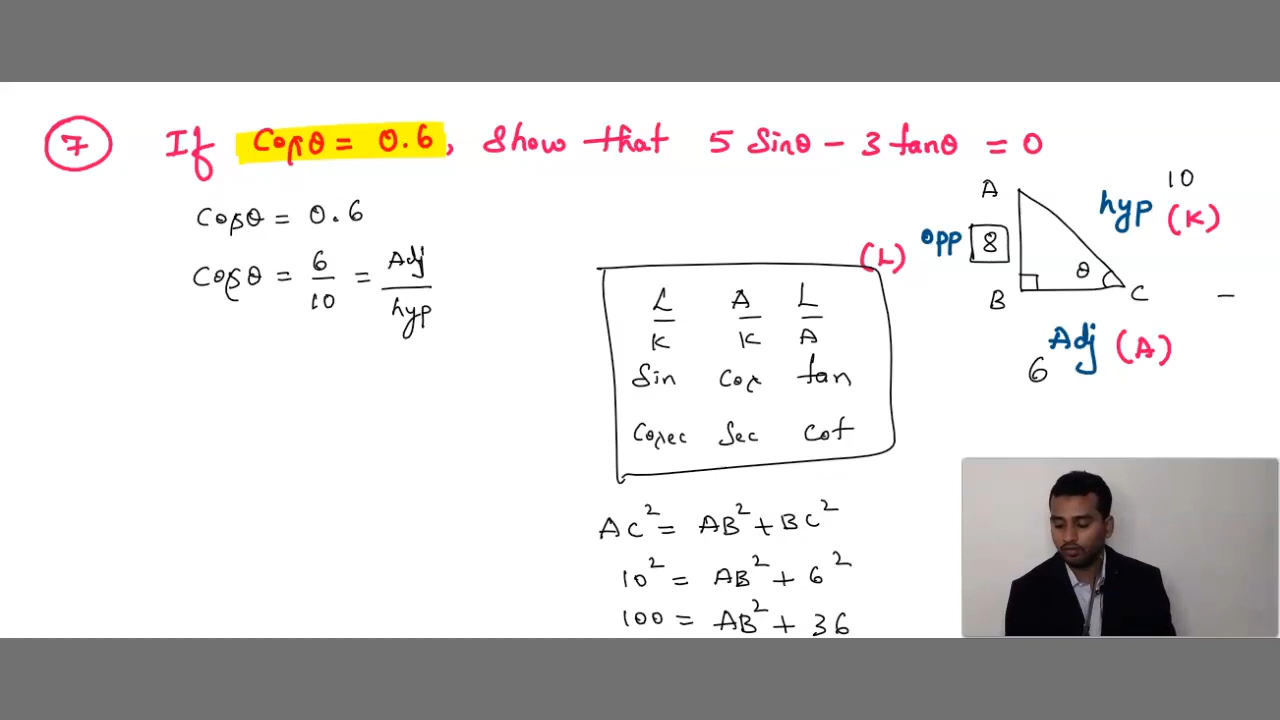 7 If Cosθ = 0.6, Show that 5 Sinθ - 3 tanθ = 0
Cosθ = 0.6
Cosθ = 6/10 = Adj/hyp
L/K A/K L/A
Sin Cos tan
Cosec Sec Cot
AC² = AB² + BC²
10² = AB² + 6²
100 = AB² + 36
A
10
hyp (K)
(L) opp 8
θ
B
C
-
Adj (A)
6